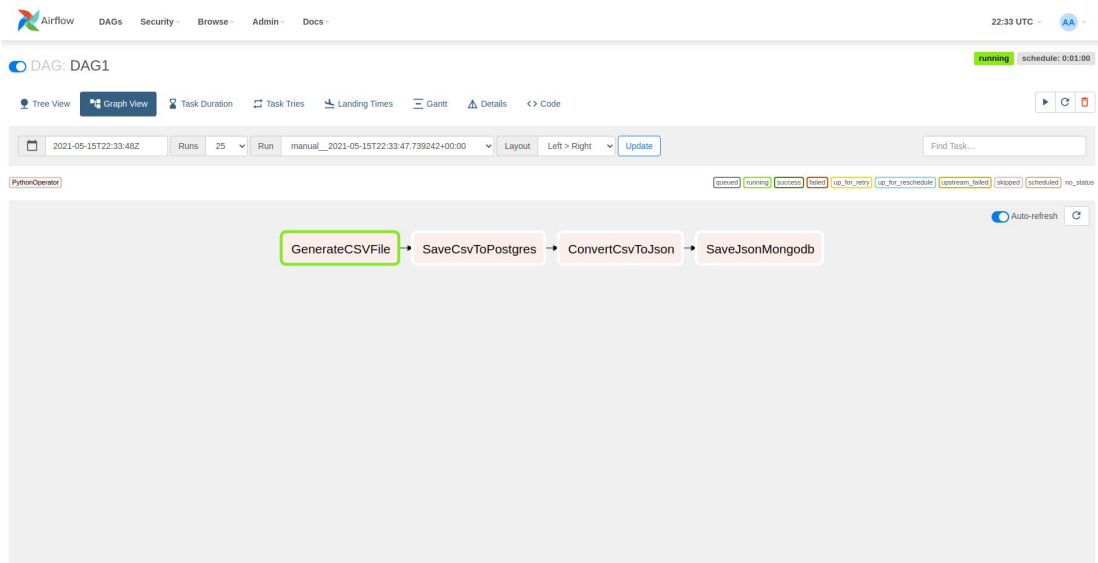 Airflow DAGs Security Browse Admin Docs 22:33 UTC AA
DAG: DAG1 running schedule: 0:01:00
Tree View Graph View Task Duration Task Tries Landing Times Gantt Details <> Code
2021-05-15T22:33:48Z Runs 25 Run manual__2021-05-15T22:33:47.739242+00:00 Layout Left > Right Update Find Task...
PythonOperator queued running success failed up_for_retry up_for_reschedule upstream_failed skipped scheduled no_status
Auto-refresh
GenerateCSVFile SaveCsvToPostgres ConvertCsvToJson SaveJsonMongodb